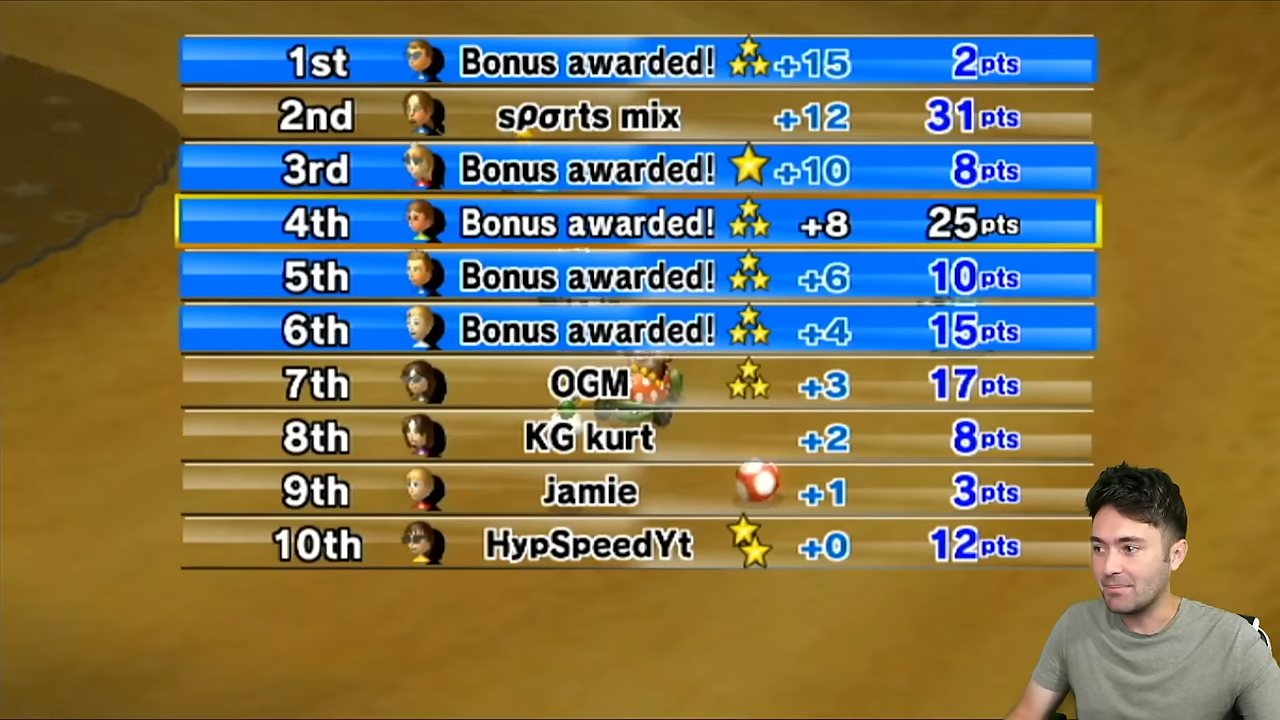 1st Bonus awarded! +15 2pts
2nd sρσrts mix +12 31pts
3rd Bonus awarded! +10 8pts
4th Bonus awarded! +8 25pts
5th Bonus awarded! +6 10pts
6th Bonus awarded! +4 15pts
7th OGM +3 17pts
8th KG kurt +2 8pts
9th Jamie +1 3pts
10th HypSpeedYt +0 12pts